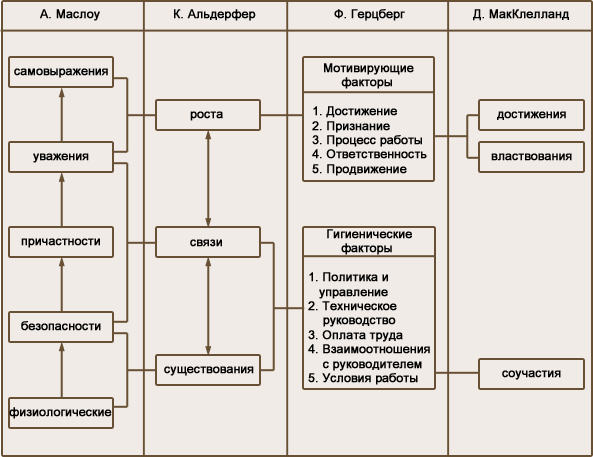 А. Маслоу
К. Альдерфер
Ф. Герцберг
Д. МакКлелланд
самовыражения
уважения
причастности
безопасности
физиологические
роста
связи
существования
Мотивирующие
факторы
1. Достижение
2. Признание
3. Процесс работы
4. Ответственность
5. Продвижение
Гигиенические
факторы
1. Политика и
управление
2. Техническое
руководство
3. Оплата труда
4. Взаимоотношения
с руководителем
5. Условия работы
достижения
властвования
соучастия